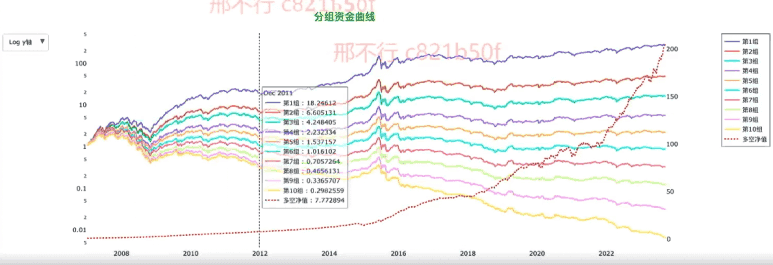 邢不行 c821b50f
分组资金曲线
邢不行 c821b50f
Log y轴
5
2
100
5
2
10
5
2
1
5
2
0.1
5
2
0.01
5
200
150
100
50
0
2008
2010
2012
2014
2016
2018
2020
2022
Dec 2011
第1组 : 18.24612
第2组 : 6.605131
第3组 : 4.248405
第4组 : 2.232334
第5组 : 1.537157
第6组 : 1.016102
第7组 : 0.7057264
第8组 : 0.4656131
第9组 : 0.3365707
第10组 : 0.2982559
多空净值 : 7.772894
第1组
第2组
第3组
第4组
第5组
第6组
第7组
第8组
第9组
第10组
多空净值